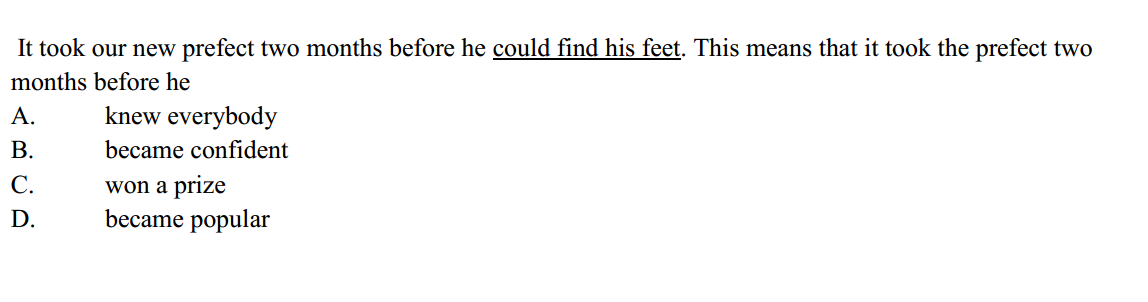 It took our new prefect two months before he could find his feet. This means that it took the prefect two
months before he
A. knew everybody
B. became confident
C. won a prize
D. became popular